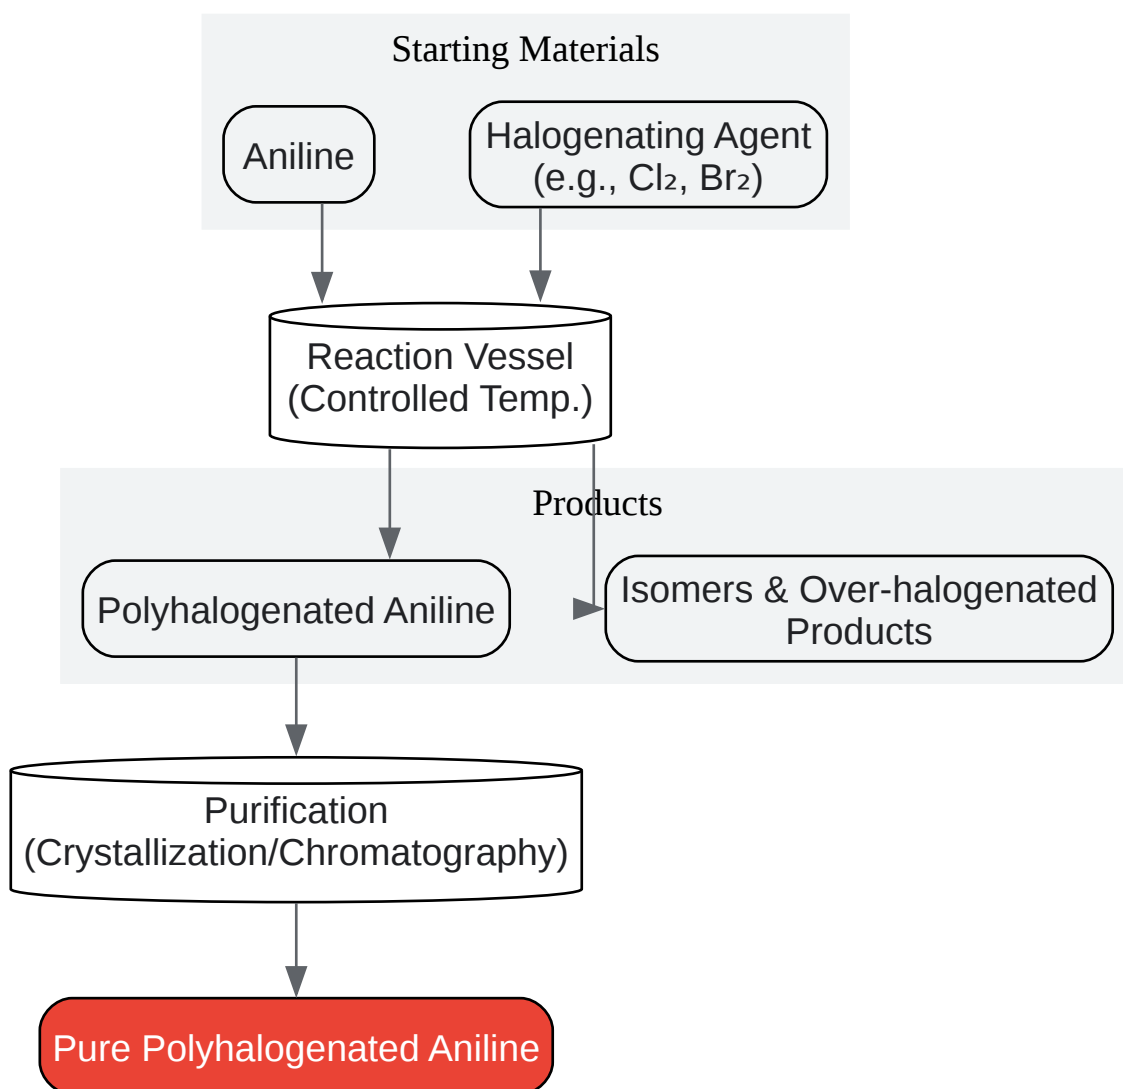 Starting Materials
Aniline
Halogenating Agent
(e.g., Cl₂, Br₂)
Reaction Vessel
(Controlled Temp.)
Products
Polyhalogenated Aniline
Isomers & Over-halogenated
Products
Purification
(Crystallization/Chromatography)
Pure Polyhalogenated Aniline